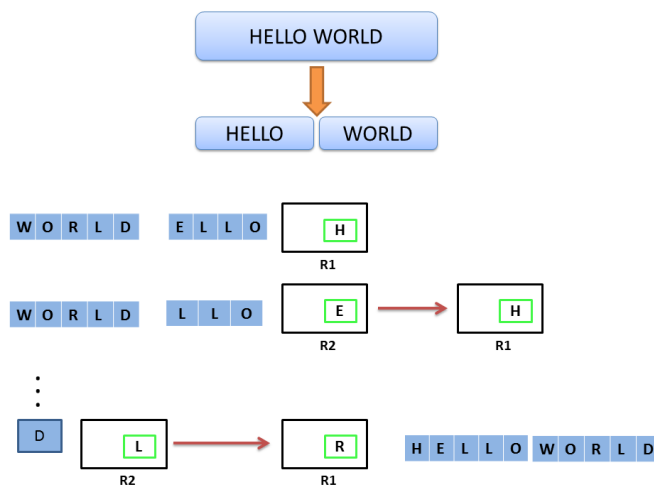 HELLO WORLD
HELLO WORLD
W O R L D E L L O H
R1
W O R L D L L O E H
R2 R1
D L R H E L L O W O R L D
R2 R1